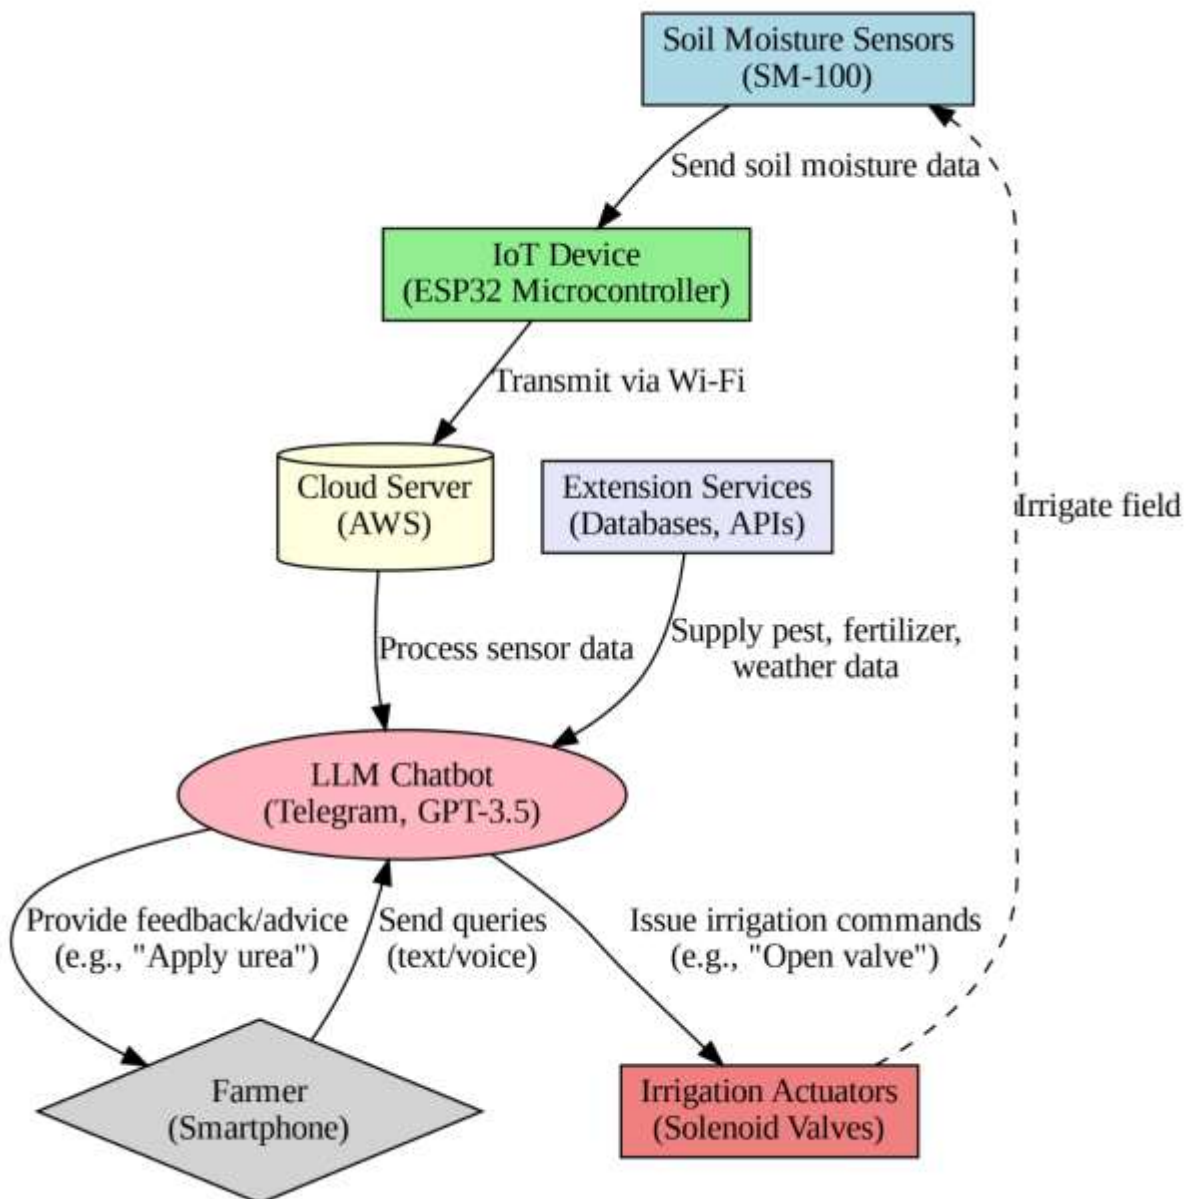 Soil Moisture Sensors
(SM-100)
Send soil moisture data
IoT Device
(ESP32 Microcontroller)
Transmit via Wi-Fi
Cloud Server
(AWS)
Extension Services
(Databases, APIs)
Irrigate field
Process sensor data
Supply pest, fertilizer,
weather data
LLM Chatbot
(Telegram, GPT-3.5)
Provide feedback/advice
(e.g., "Apply urea")
Send queries
(text/voice)
Issue irrigation commands
(e.g., "Open valve")
Farmer
(Smartphone)
Irrigation Actuators
(Solenoid Valves)